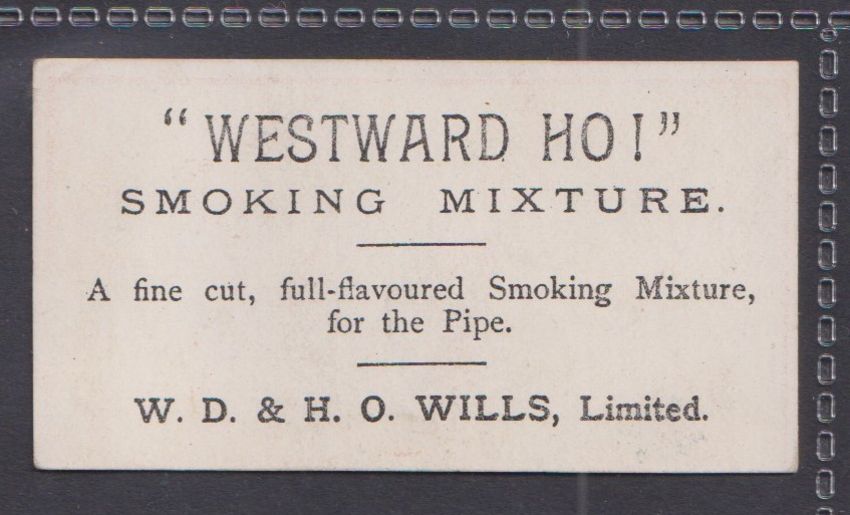 “WESTWARD HO!”
SMOKING MIXTURE.
A fine cut, full-flavoured Smoking Mixture,
for the Pipe.
W. D. & H. O. WILLS, Limited.